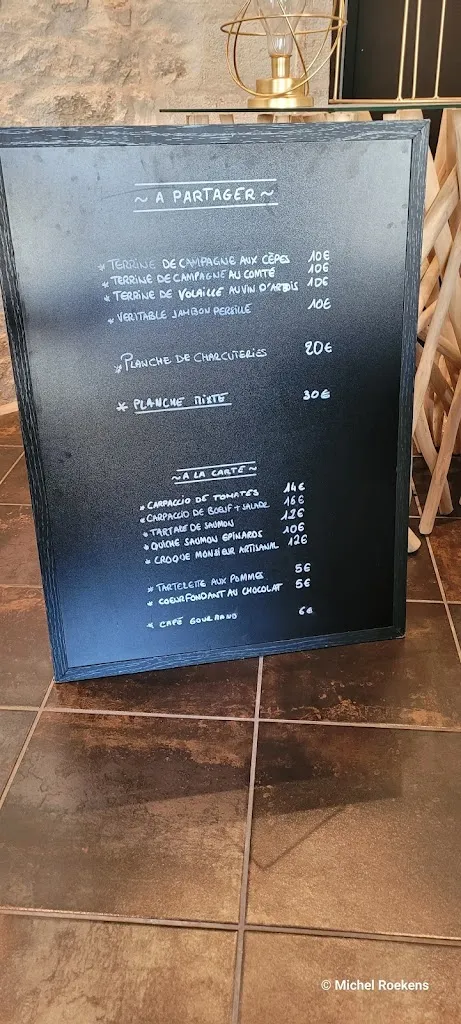 ~ A PARTAGER ~
* TERRINE DE CAMPAGNE AUX CÈPES 10€
* TERRINE DE CAMPAGNE AU COMTÉ 10€
* TERRINE DE VOLAILLE AU VIN D'ARBOIS 10€
* VERITABLE JAMBON PERSILLE 10€
* PLANCHE DE CHARCUTERIES 20€
* PLANCHE MIXTE 30€
~ A LA CARTE ~
* CARPACCIO DE TOMATES 14€
* CARPACCIO DE BOEUF + SALADE 16€
* TARTARE DE SAUMON 12€
* QUICHE SAUMON EPINARDS 10€
* CROQUE MONSIEUR ARTISANAL 12€
* TARTELETTE AUX POMMES 5€
* COEUR FONDANT AU CHOCOLAT 5€
* CAFÉ GOURMAND 6€
© Michel Roekens